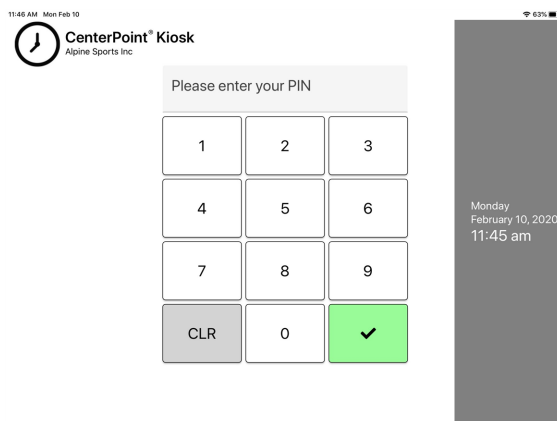 11:46 AM Mon Feb 10
63%
CenterPoint® Kiosk
Alpine Sports Inc
Please enter your PIN
1 2 3
4 5 6
7 8 9
CLR 0
Monday
February 10, 2020
11:45 am